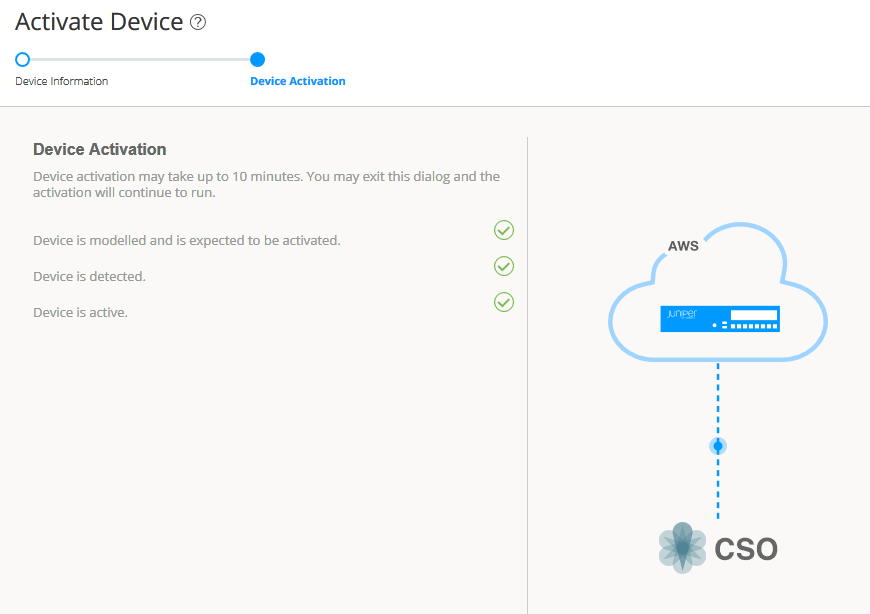 Activate Device ?
Device Information
Device Activation
Device Activation
Device activation may take up to 10 minutes. You may exit this dialog and the
activation will continue to run.
Device is modelled and is expected to be activated.
Device is detected.
Device is active.
AWS
Juniper
CSO